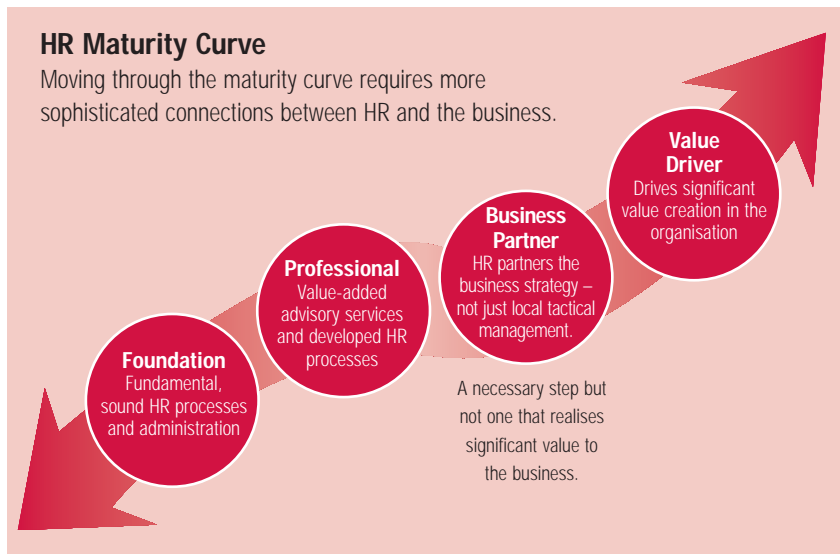 HR Maturity Curve
Moving through the maturity curve requires more
sophisticated connections between HR and the business.
Foundation
Fundamental,
sound HR processes
and administration
Professional
Value-added
advisory services
and developed HR
processes
Business
Partner
HR partners the
business strategy –
not just local tactical
management.
A necessary step but
not one that realises
significant value to
the business.
Value
Driver
Drives significant
value creation in the
organisation